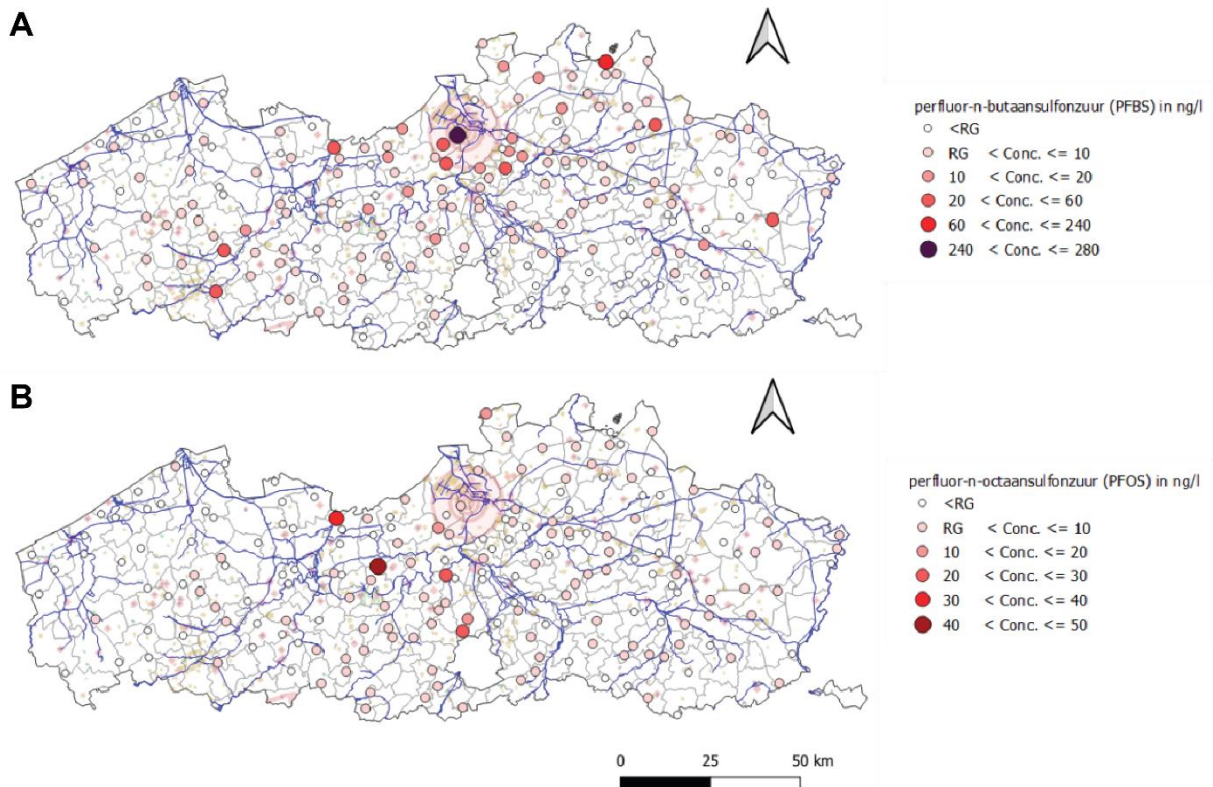 A
perfluor-n-butaansulfonzuur (PFBS) in ng/l
<RG
RG < Conc. <= 10
10 < Conc. <= 20
20 < Conc. <= 60
60 < Conc. <= 240
240 < Conc. <= 280
B
perfluor-n-octaansulfonzuur (PFOS) in ng/l
<RG
RG < Conc. <= 10
10 < Conc. <= 20
20 < Conc. <= 30
30 < Conc. <= 40
40 < Conc. <= 50
0 25 50 km